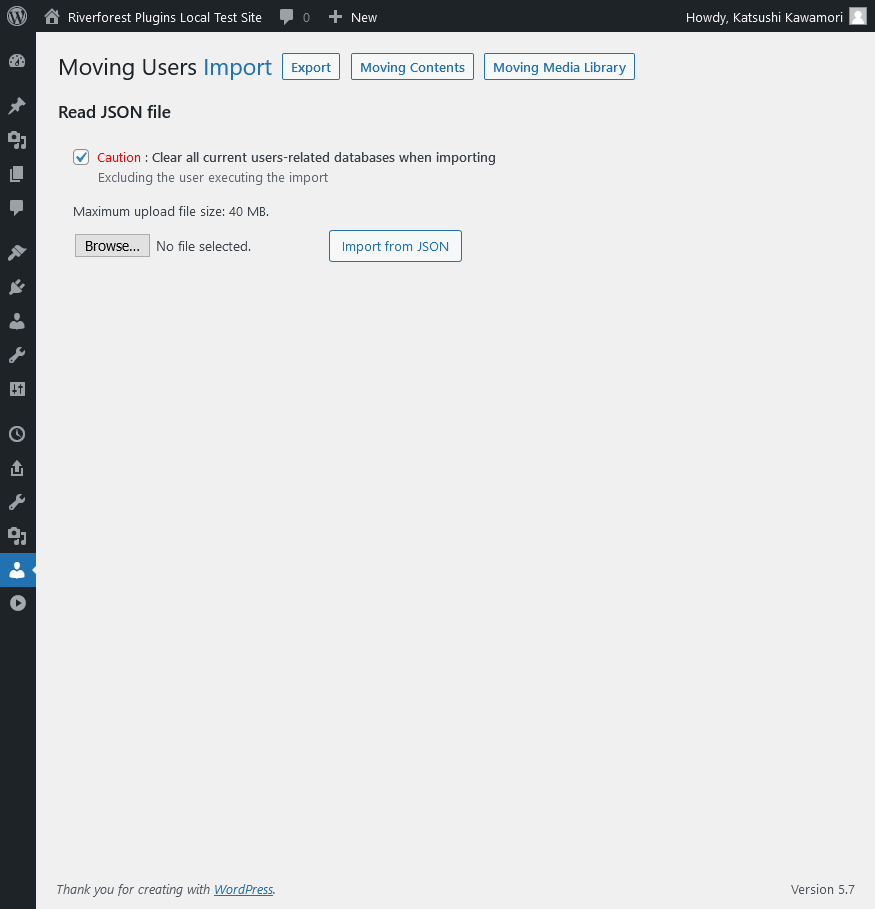 Riverforest Plugins Local Test Site 0 New Howdy, Katsushi Kawamori
Moving Users Import Export Moving Contents Moving Media Library
Read JSON file
Caution : Clear all current users-related databases when importing
Excluding the user executing the import
Maximum upload file size: 40 MB.
Browse... No file selected. Import from JSON
Thank you for creating with WordPress. Version 5.7